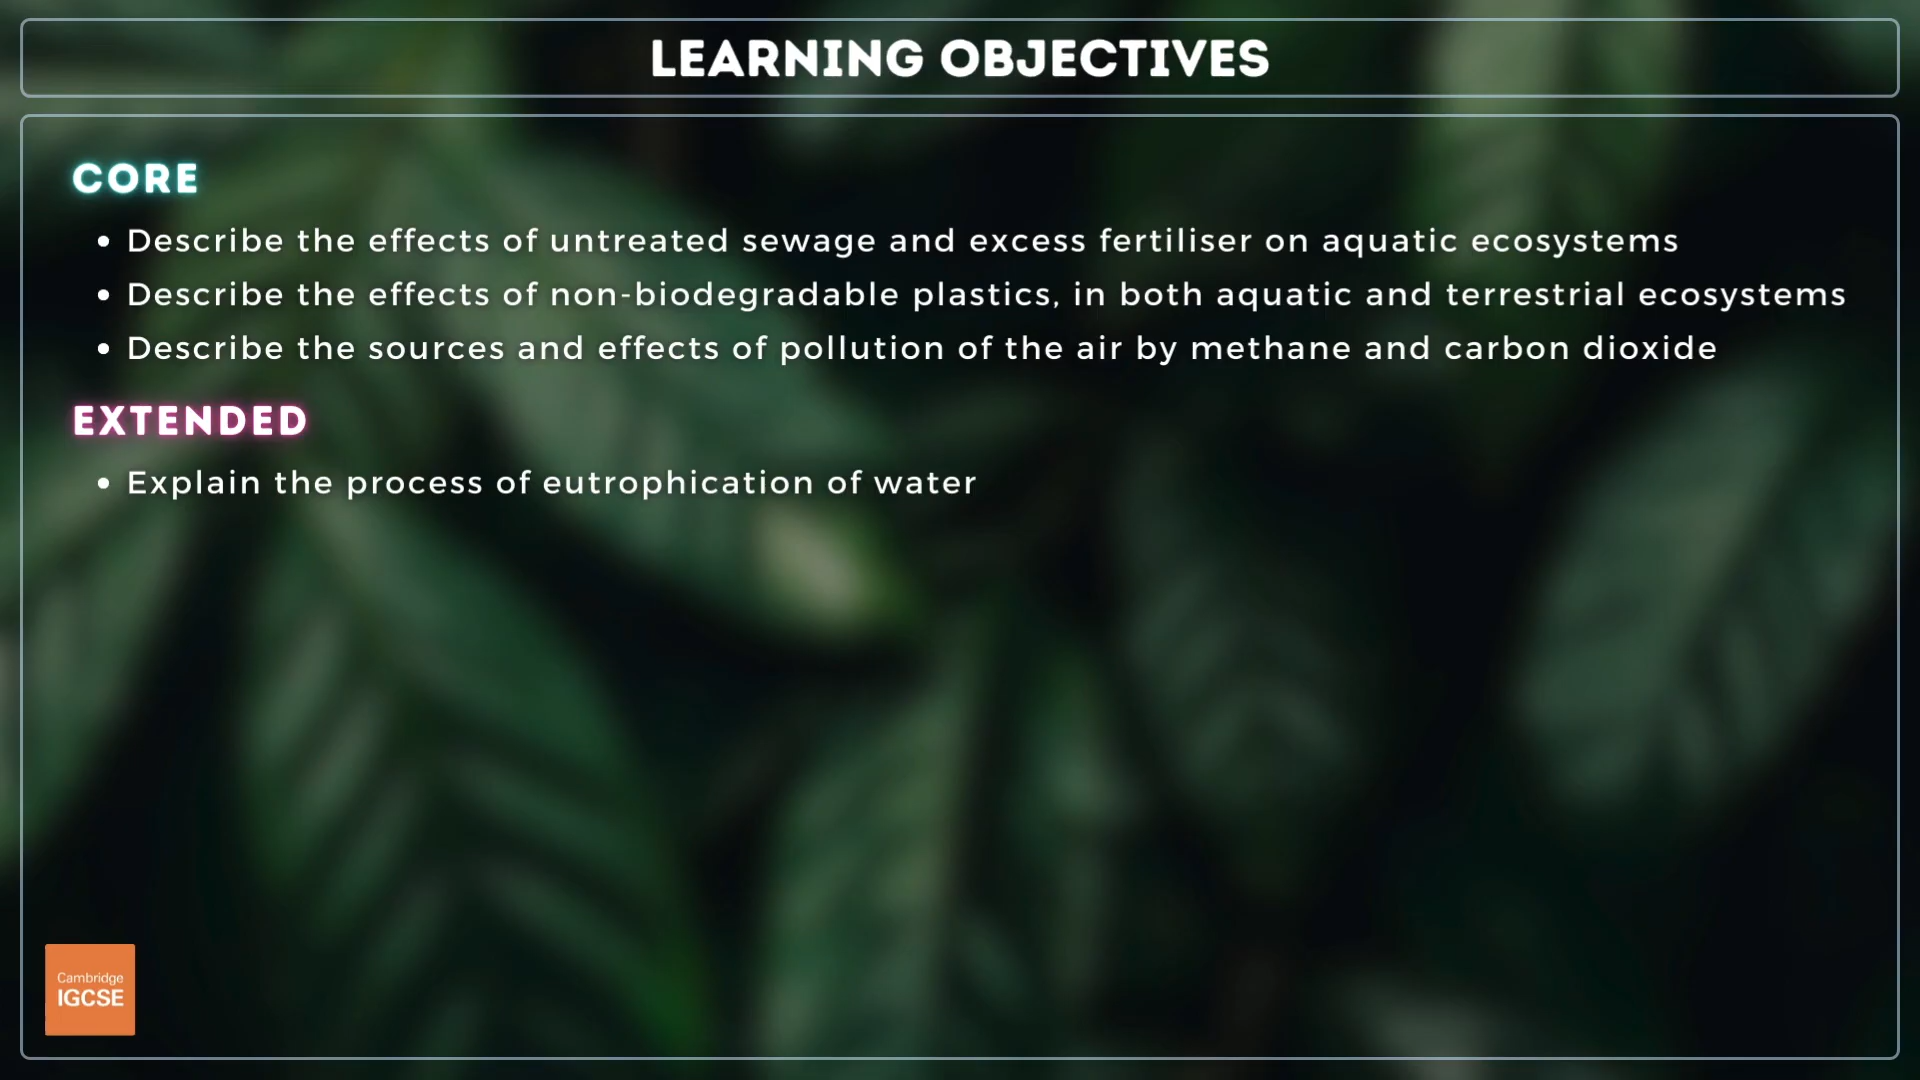 LEARNING OBJECTIVES
CORE
• Describe the effects of untreated sewage and excess fertiliser on aquatic ecosystems
• Describe the effects of non-biodegradable plastics, in both aquatic and terrestrial ecosystems
• Describe the sources and effects of pollution of the air by methane and carbon dioxide
EXTENDED
• Explain the process of eutrophication of water
Cambridge
IGCSE